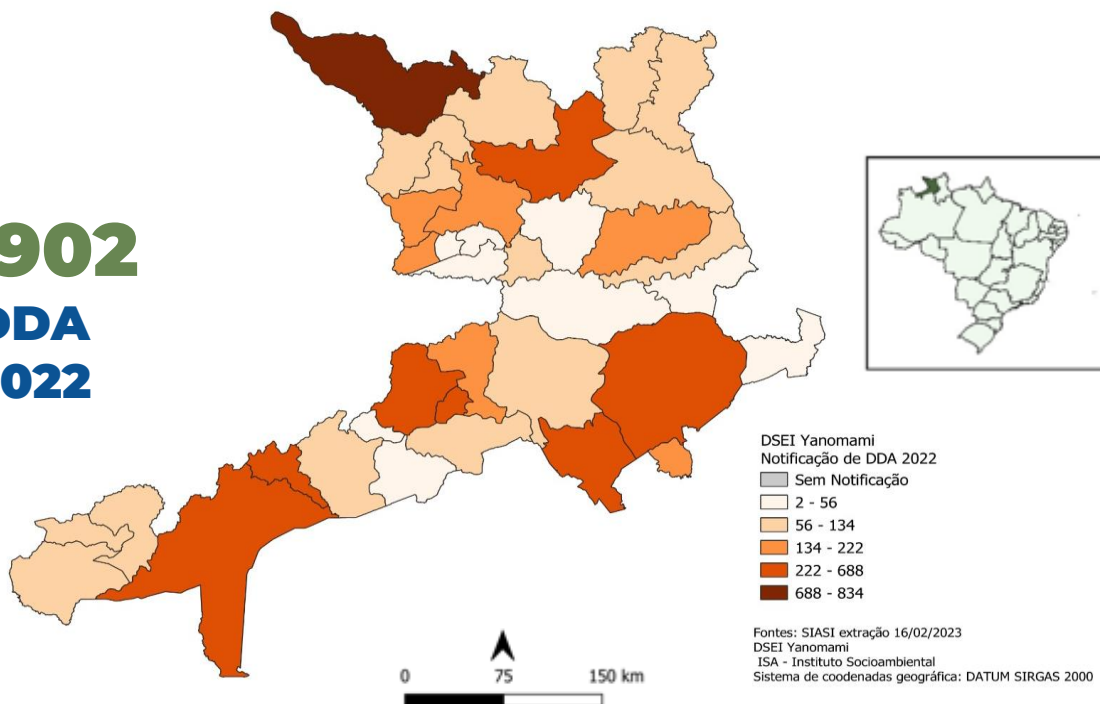 902
DDA
2022
DSEI Yanomami
Notificação de DDA 2022
Sem Notificação
2 - 56
56 - 134
134 - 222
222 - 688
688 - 834
Fontes: SIASI extração 16/02/2023
DSEI Yanomami
ISA - Instituto Socioambiental
Sistema de coodenadas geográfica: DATUM SIRGAS 2000
0 75 150 km